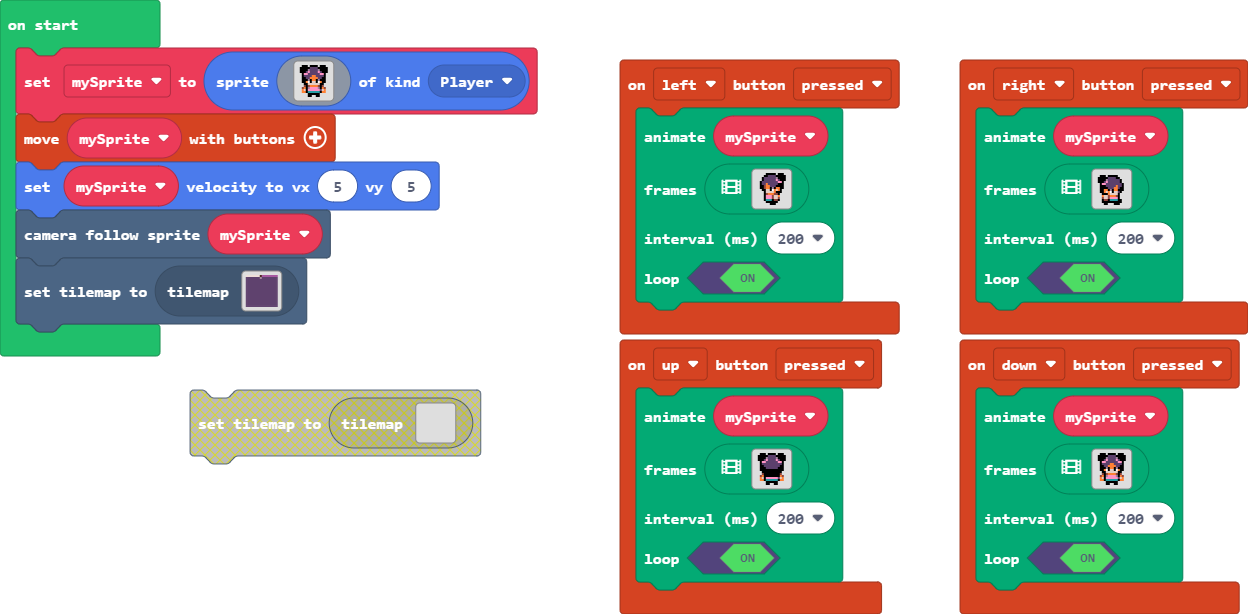 on start
set mySprite to sprite of kind Player
move mySprite with buttons
set mySprite velocity to vx 5 vy 5
camera follow sprite mySprite
set tilemap to tilemap
set tilemap to tilemap
on left button pressed
animate mySprite
frames
interval (ms) 200
loop ON
on right button pressed
animate mySprite
frames
interval (ms) 200
loop ON
on up button pressed
animate mySprite
frames
interval (ms) 200
loop ON
on down button pressed
animate mySprite
frames
interval (ms) 200
loop ON